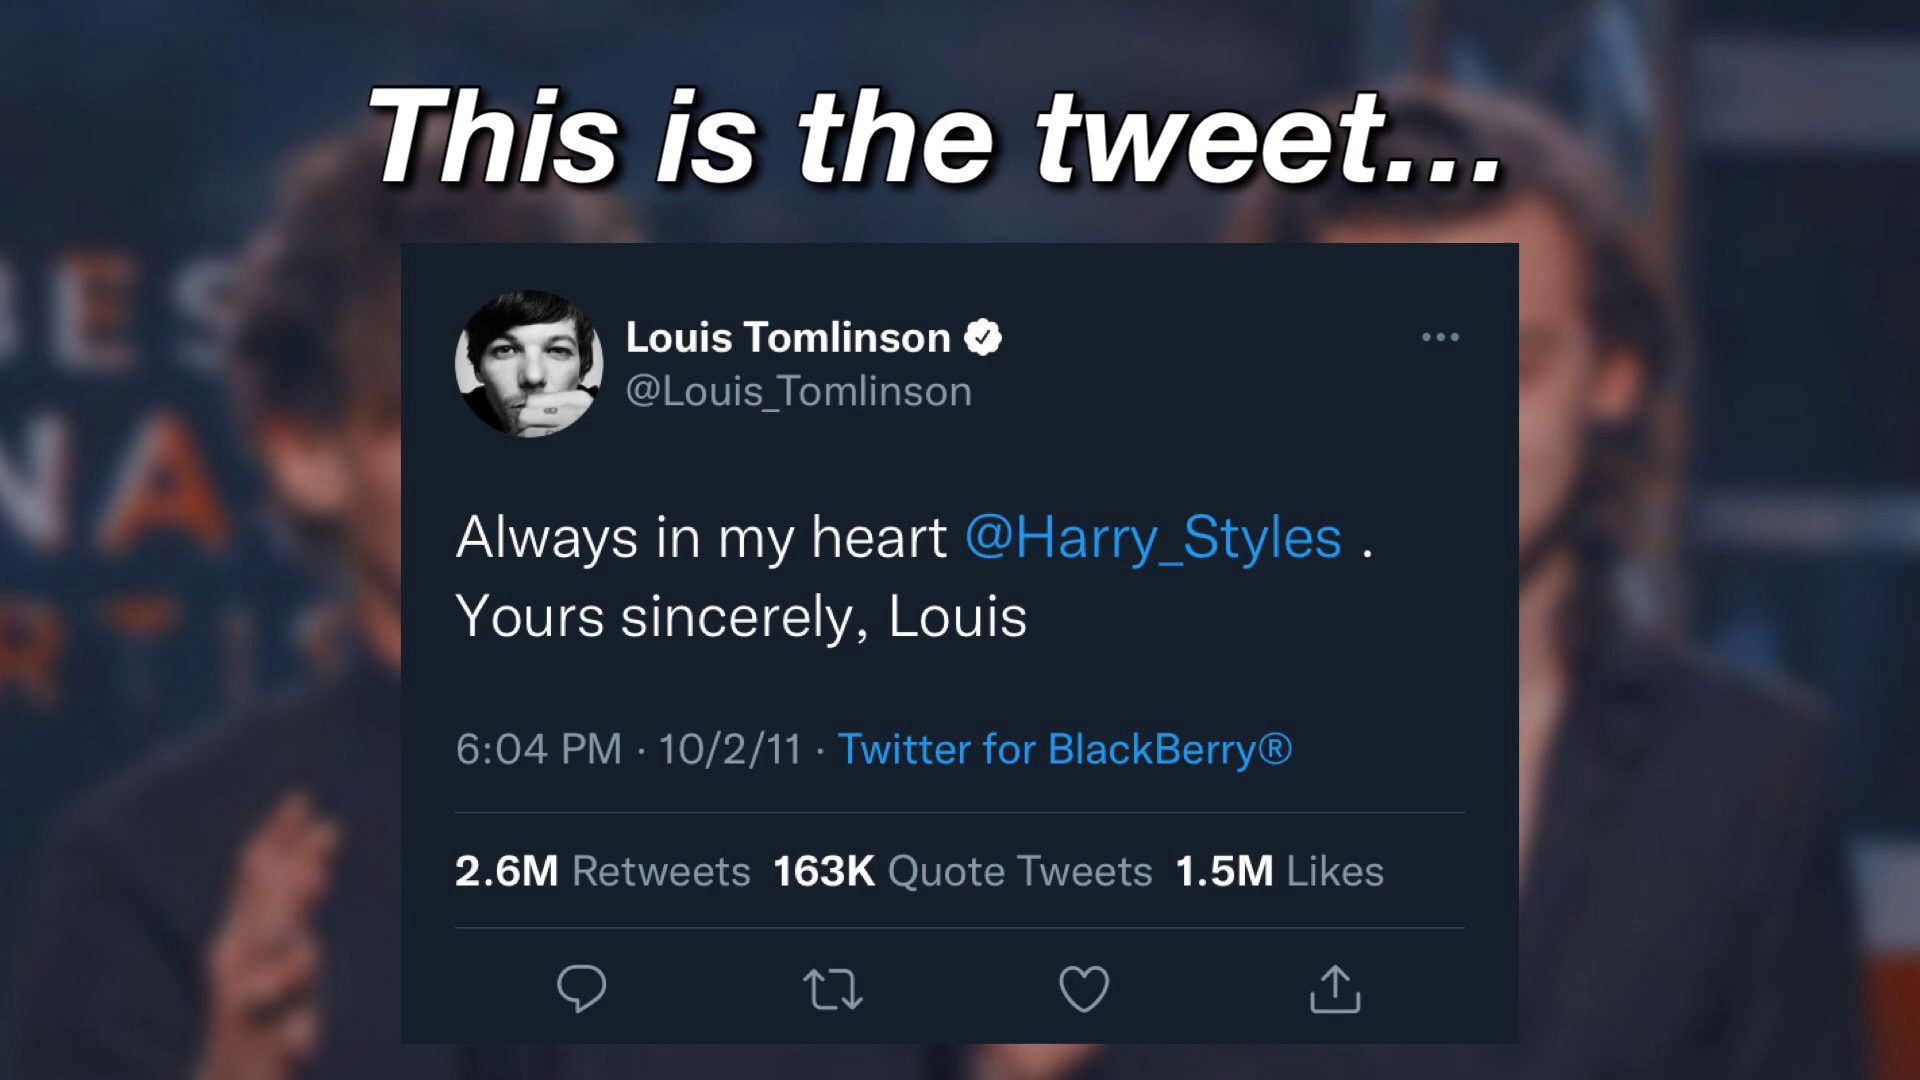 This is the tweet...
Louis Tomlinson
@Louis_Tomlinson
Always in my heart @Harry_Styles .
Yours sincerely, Louis
6:04 PM · 10/2/11 · Twitter for BlackBerry®
2.6M Retweets 163K Quote Tweets 1.5M Likes